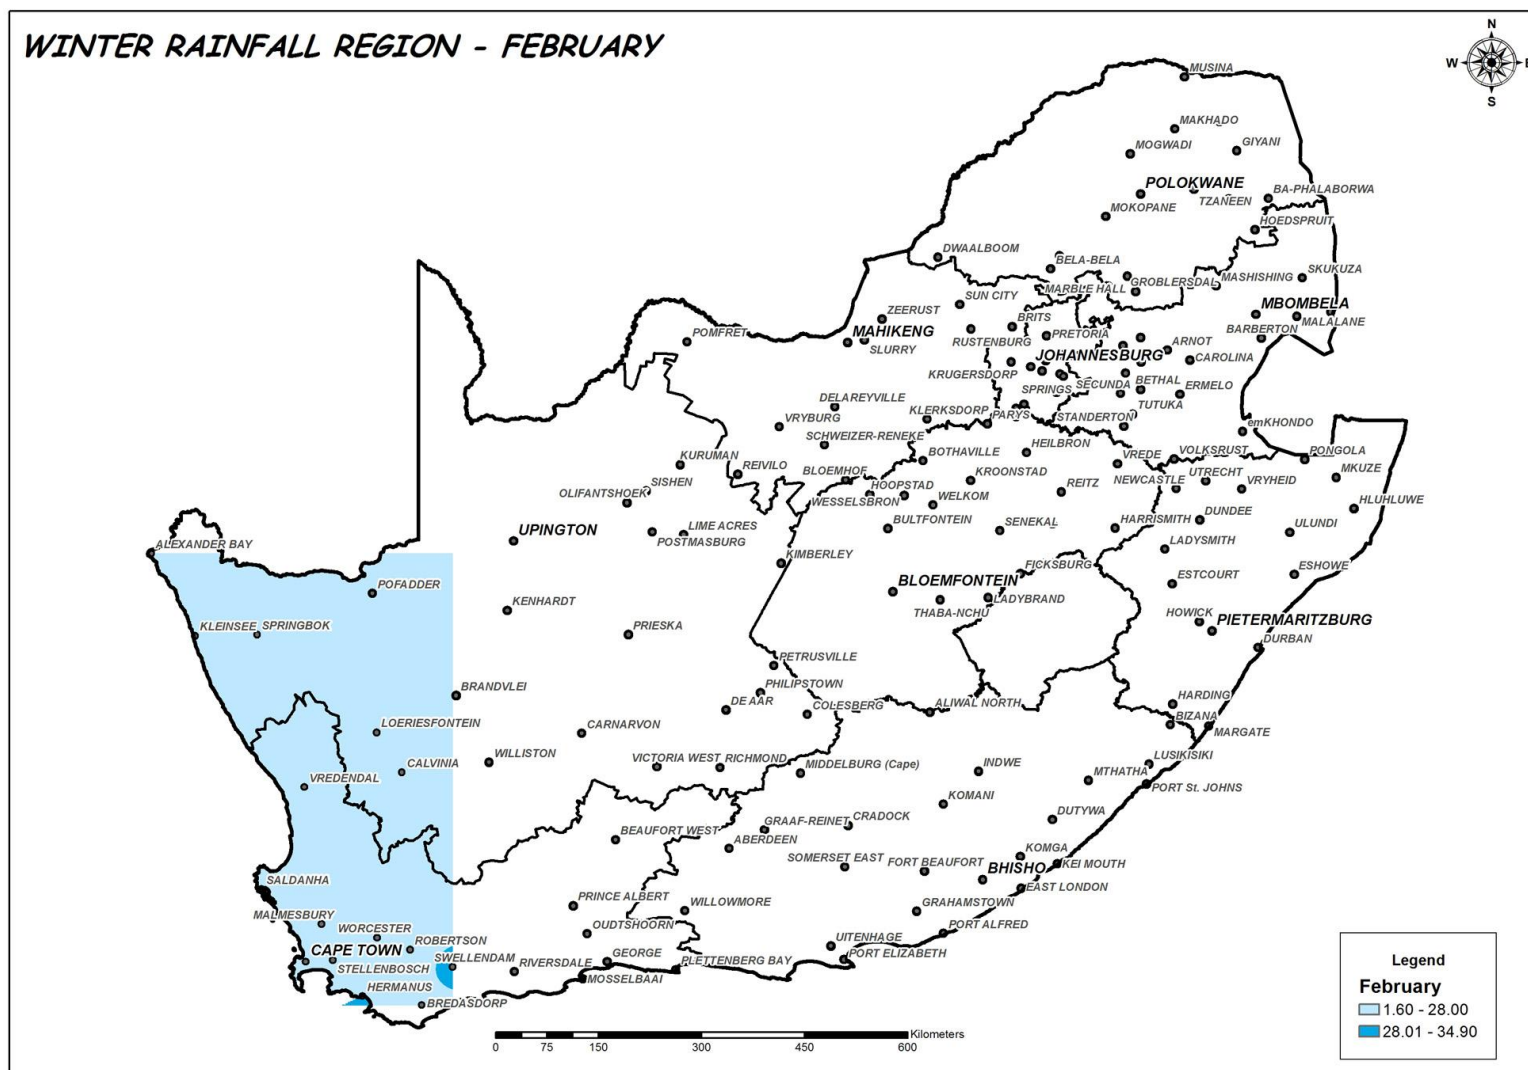 WINTER RAINFALL REGION - FEBRUARY
N
W E
S
MUSINA
MAKHADO
GIYANI
MOGWADI
POLOKWANE
BA-PHALABORWA
TZANEEN
MOKOPANE
HOEDSPRUIT
DWAALBOOM
BELA-BELA
SKUKUZA
MASHISHING
GROBLERSDAL
MARBLE HALL
SUN CITY
MBOMBELA
ZEERUST
BRITS
MALALANE
MAHIKENG
BARBERTON
PRETORIA
RUSTENBURG
POMFRET
SLURRY
ARNOT
JOHANNESBURG
CAROLINA
KRUGERSDORP
BETHAL
SECUNDA
SPRINGS
ERMELO
DELAREYVILLE
TUTUKA
KLERKSDORP
PARYS
VRYBURG
STANDERTON
emKHONDO
SCHWEIZER-RENEKE
HEILBRON
BOTHAVILLE
VREDE
VOLKSRUST
PONGOLA
KURUMAN
REIVILO
BLOEMHOF
KROONSTAD
UTRECHT
MKUZE
SISHEN
NEWCASTLE
HOOPSTAD
REITZ
VRYHEID
OLIFANTSHOEK
WESSELSBRON
WELKOM
HLUHLUWE
BULTFONTEIN
SENEKAL
HARRISMITH
DUNDEE
ULUNDI
UPINGTON
LIME ACRES
POSTMASBURG
LADYSMITH
ALEXANDER BAY
KIMBERLEY
FICKSBURG
ESTCOURT
ESHOWE
POFADDER
BLOEMFONTEIN
LADYBRAND
THABA-NCHU
KENHARDT
HOWICK
PIETERMARITZBURG
KLEINSEE
SPRINGBOK
PRIESKA
DURBAN
PETRUSVILLE
BRANDVLEI
PHILIPSTOWN
HARDING
DE AAR
COLESBERG
ALIWAL NORTH
BIZANA
LOERIESFONTEIN
CARNARVON
MARGATE
WILLISTON
VICTORIA WEST
RICHMOND
MIDDELBURG (Cape)
INDWE
LUSIKISIKI
CALVINIA
MTHATHA
VREDENDAL
PORT St. JOHNS
KOMANI
DUTYWA
BEAUFORT WEST
GRAAF-REINET
CRADOCK
ABERDEEN
SOMERSET EAST
FORT BEAUFORT
KOMGA
BHISHO
KEI MOUTH
SALDANHA
EAST LONDON
PRINCE ALBERT
WILLOWMORE
GRAHAMSTOWN
MALMESBURY
WORCESTER
OUDTSHOORN
PORT ALFRED
ROBERTSON
UITENHAGE
CAPE TOWN
SWELLENDAM
RIVERSDALE
GEORGE
PLETTENBERG BAY
PORT ELIZABETH
STELLENBOSCH
MOSSELBAAI
HERMANUS
BREDASDORP
Kilometers
0 75 150 300 450 600
Legend
February
1.60 - 28.00
28.01 - 34.90